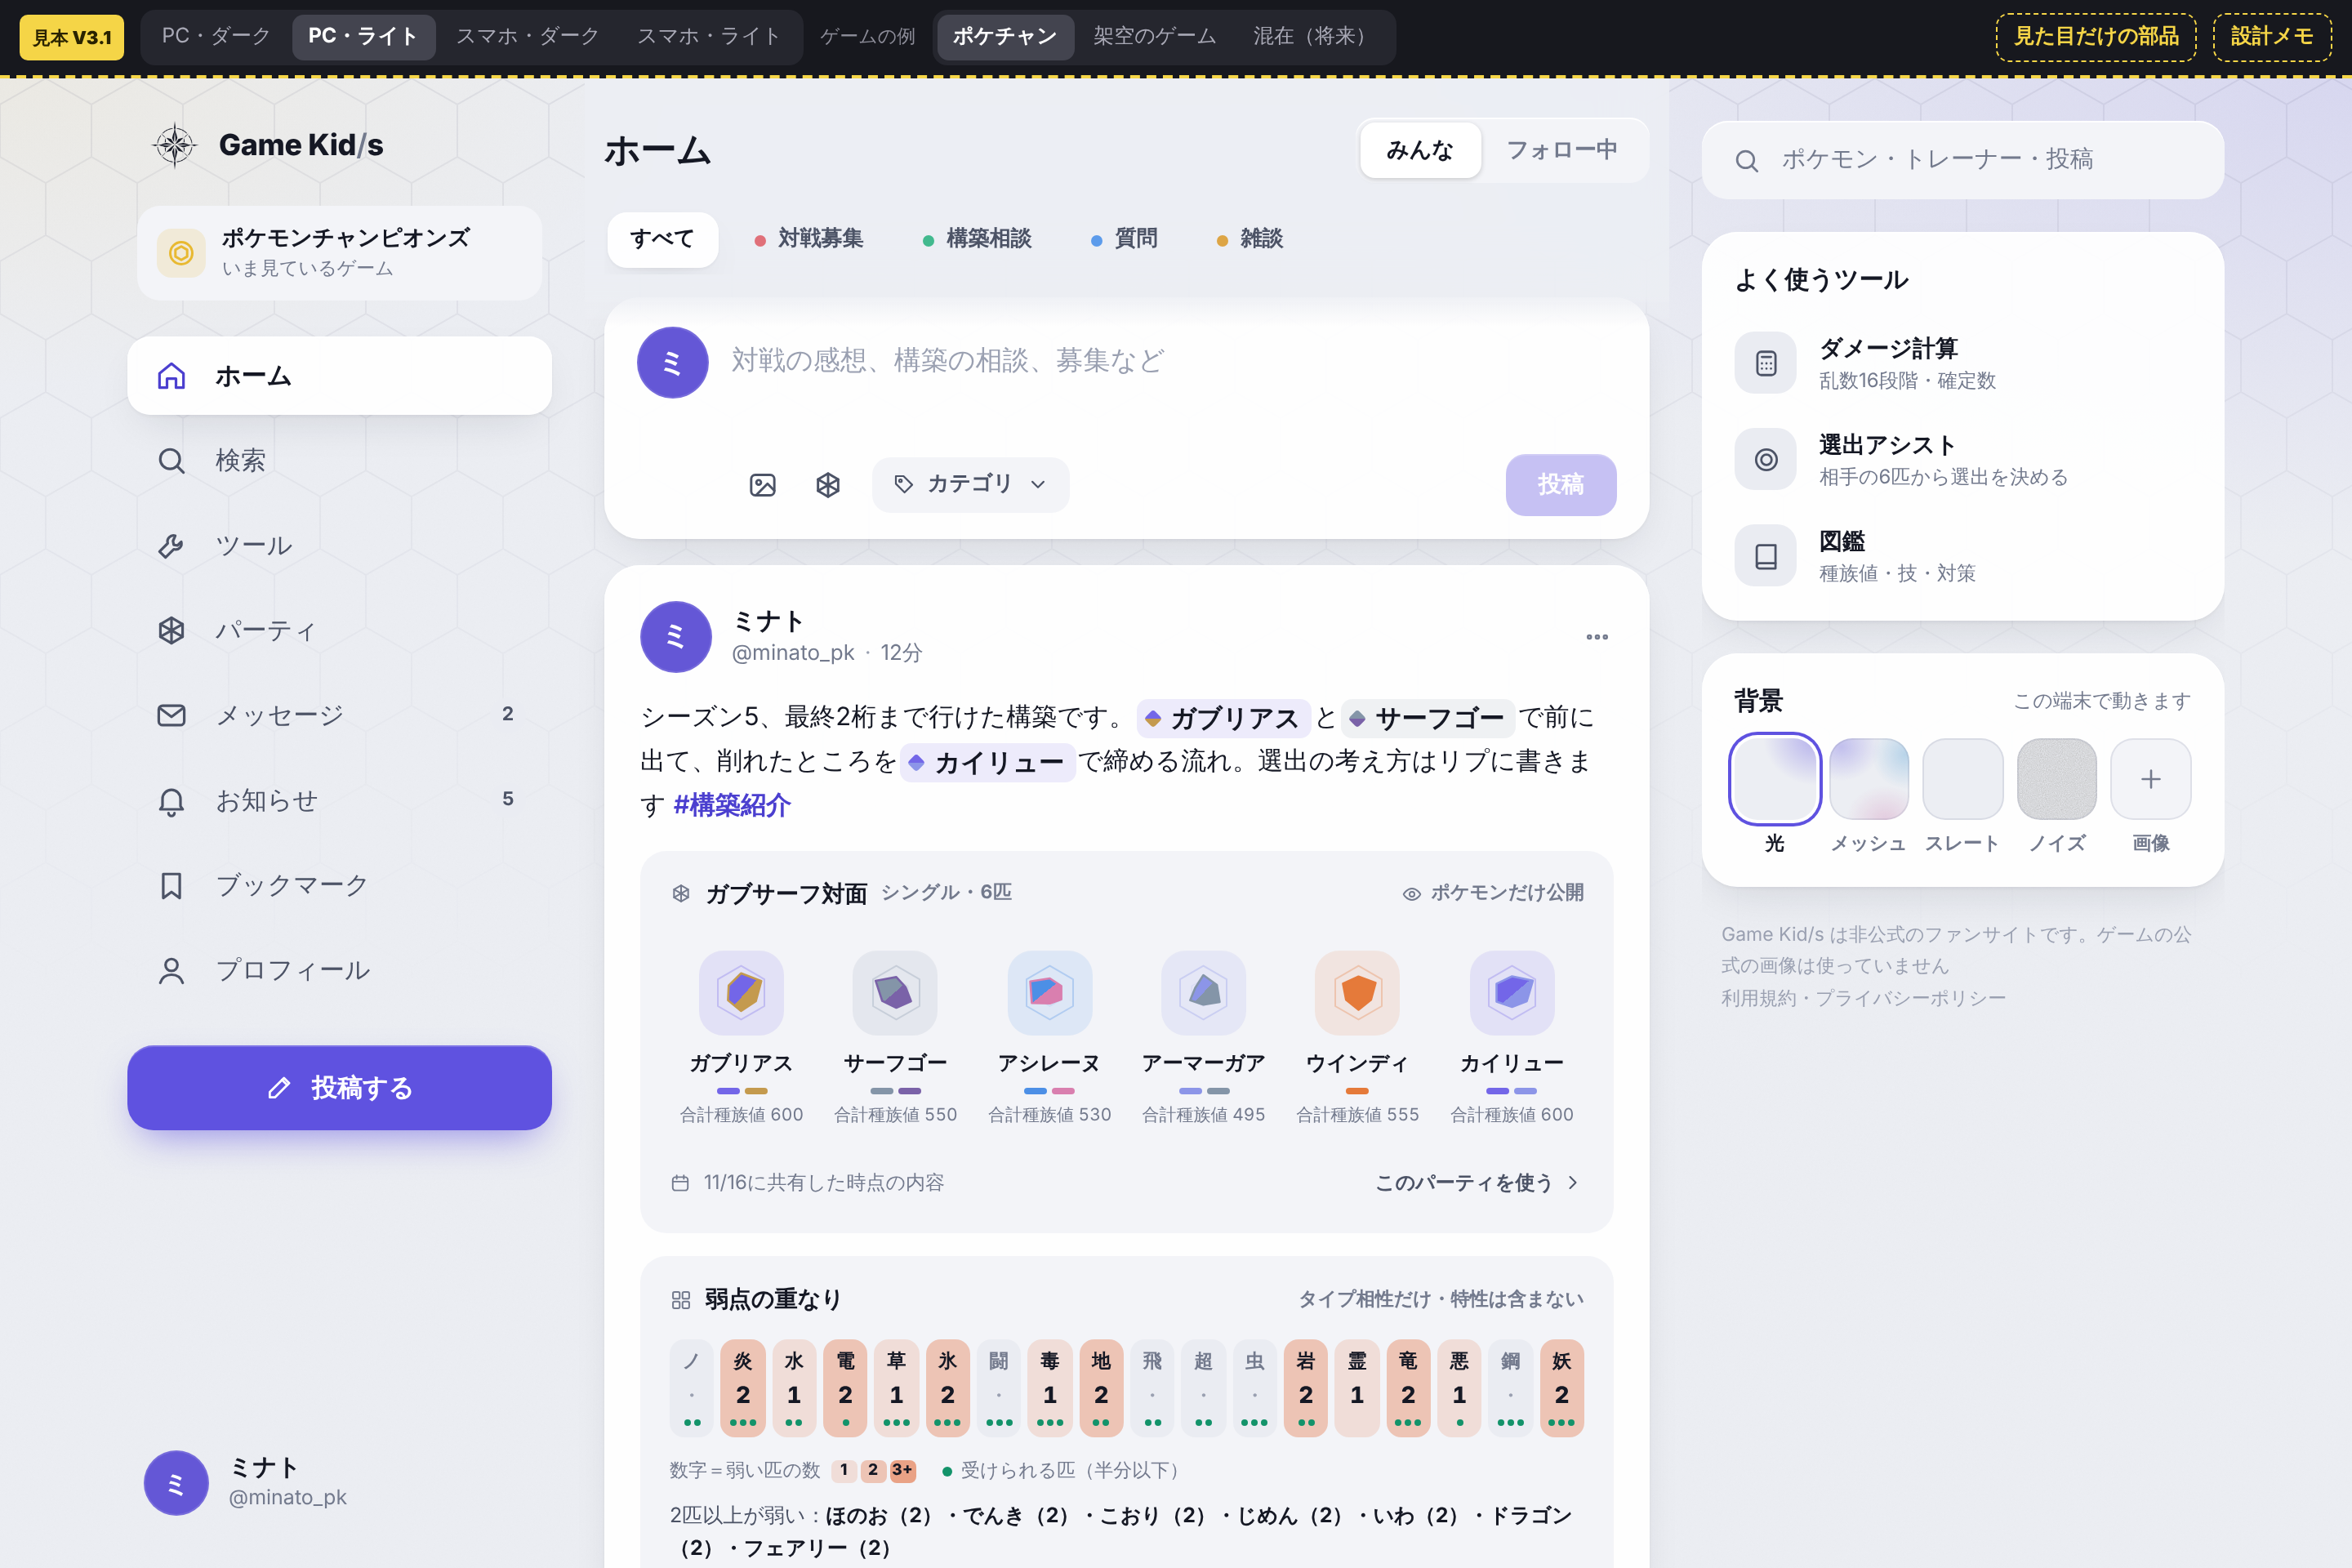 見本 V3.1
PC・ダーク
PC・ライト
スマホ・ダーク
スマホ・ライト
ゲームの例
ポケチャン
架空のゲーム
混在（将来）
見た目だけの部品
設計メモ
Game Kid/s
ポケモンチャンピオンズ
いま見ているゲーム
ホーム
検索
ツール
パーティ
メッセージ 2
お知らせ 5
ブックマーク
プロフィール
投稿する
ミ
ミナト
@minato_pk
ホーム
みんな
フォロー中
すべて
対戦募集
構築相談
質問
雑談
ミ
対戦の感想、構築の相談、募集など
カテゴリ
投稿
ミ
ミナト
@minato_pk · 12分
シーズン5、最終2桁まで行けた構築です。 ガブリアス と サーフゴー で前に
出て、削れたところを カイリュー で締める流れ。選出の考え方はリプに書きま
す #構築紹介
ガブサーフ対面 シングル・6匹
ポケモンだけ公開
ガブリアス サーフゴー アシレーヌ アーマーガア ウインディ カイリュー
合計種族値 600 合計種族値 550 合計種族値 530 合計種族値 495 合計種族値 555 合計種族値 600
11/16に共有した時点の内容
このパーティを使う
弱点の重なり
タイプ相性だけ・特性は含まない
ノ 炎 水 電 草 氷 闘 毒 地 飛 超 虫 岩 霊 竜 悪 鋼 妖
· 2 1 2 1 2 · 1 2 · · · 2 1 2 1 · 2
数字＝弱い匹の数 1 2 3+ 受けられる匹（半分以下）
2匹以上が弱い：ほのお（2）・でんき（2）・こおり（2）・じめん（2）・いわ（2）・ドラゴン
（2）・フェアリー（2）
ポケモン・トレーナー・投稿
よく使うツール
ダメージ計算
乱数16段階・確定数
選出アシスト
相手の6匹から選出を決める
図鑑
種族値・技・対策
背景
この端末で動きます
光 メッシュ スレート ノイズ 画像
Game Kid/s は非公式のファンサイトです。ゲームの公
式の画像は使っていません
利用規約・プライバシーポリシー